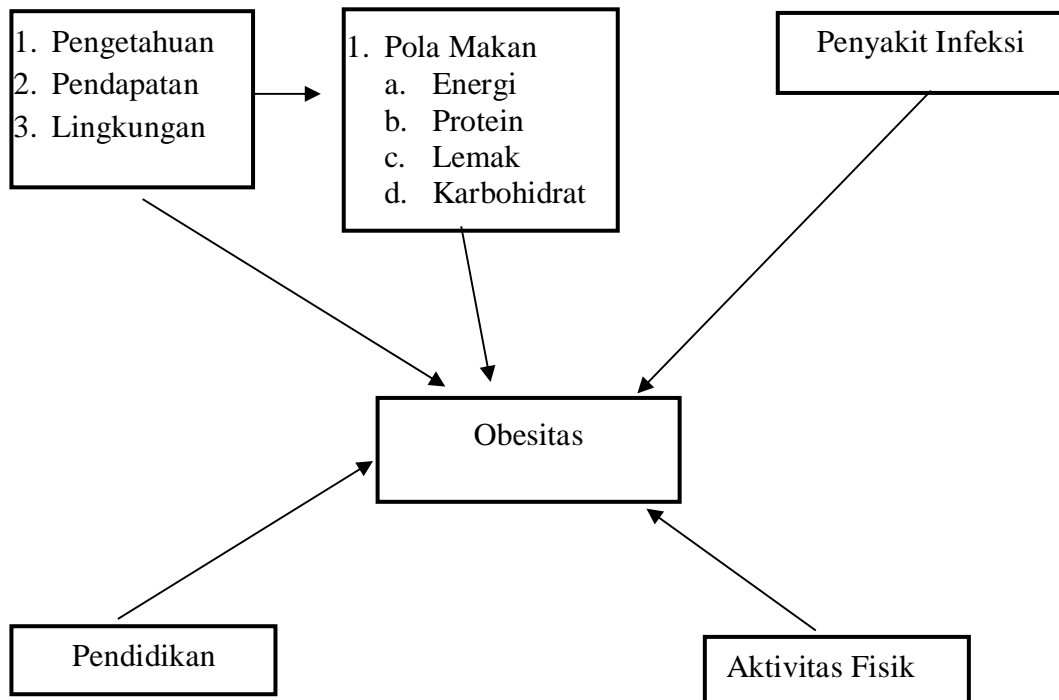 1. Pengetahuan
2. Pendapatan
3. Lingkungan
1. Pola Makan
a. Energi
b. Protein
c. Lemak
d. Karbohidrat
Penyakit Infeksi
Obesitas
Pendidikan
Aktivitas Fisik